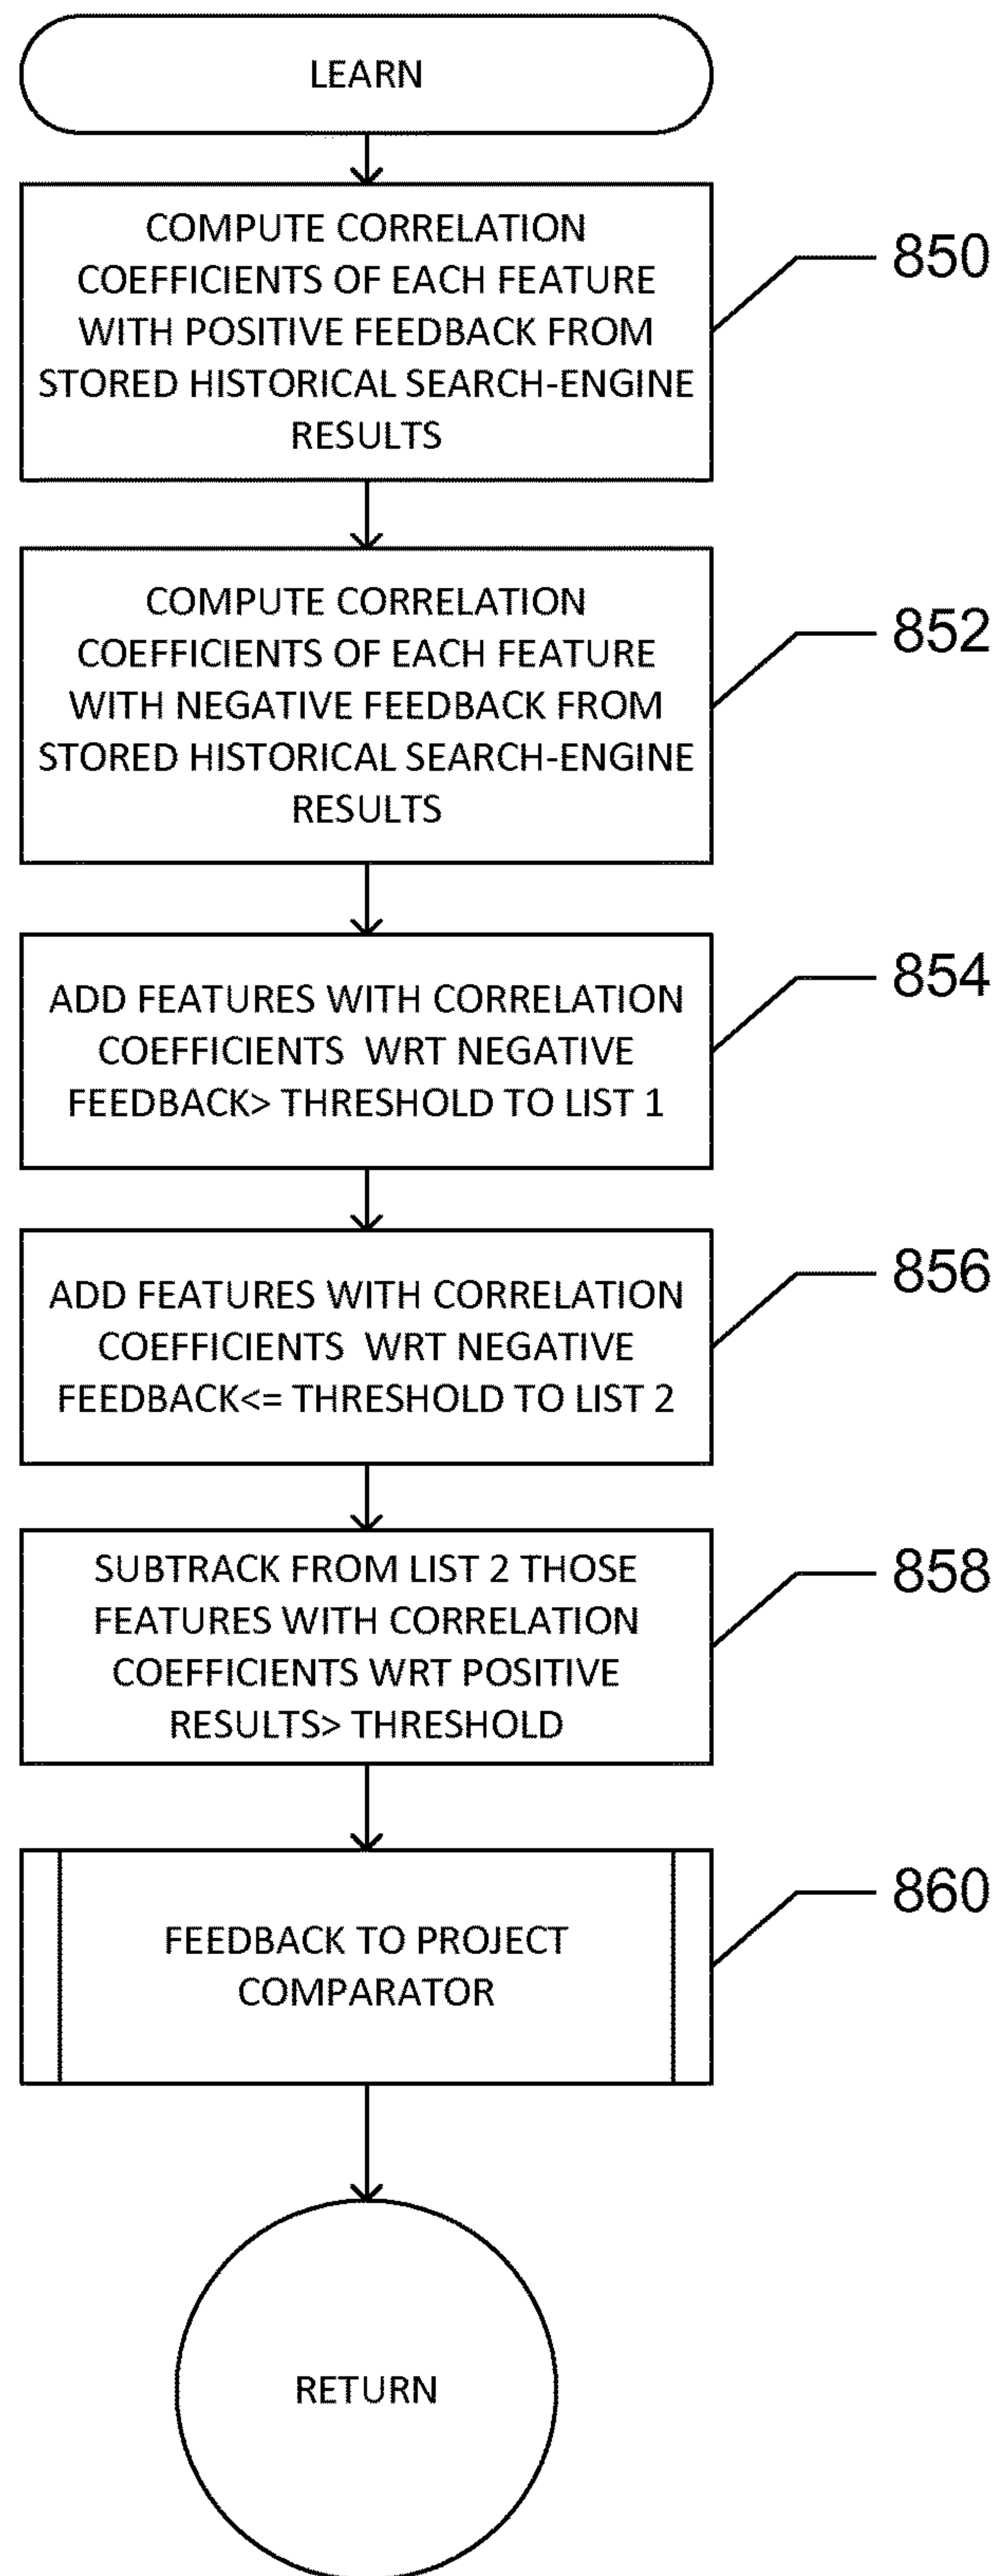 LEARN
COMPUTE CORRELATION
COEFFICIENTS OF EACH FEATURE
WITH POSITIVE FEEDBACK FROM
STORED HISTORICAL SEARCH-ENGINE
RESULTS
850
COMPUTE CORRELATION
COEFFICIENTS OF EACH FEATURE
WITH NEGATIVE FEEDBACK FROM
STORED HISTORICAL SEARCH-ENGINE
RESULTS
852
ADD FEATURES WITH CORRELATION
COEFFICIENTS WRT NEGATIVE
FEEDBACK> THRESHOLD TO LIST 1
854
ADD FEATURES WITH CORRELATION
COEFFICIENTS WRT NEGATIVE
FEEDBACK<= THRESHOLD TO LIST 2
856
SUBTRACK FROM LIST 2 THOSE
FEATURES WITH CORRELATION
COEFFICIENTS WRT POSITIVE
RESULTS> THRESHOLD
858
FEEDBACK TO PROJECT
COMPARATOR
860
RETURN